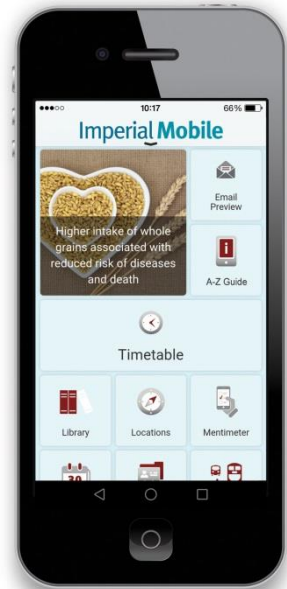 10:17
66%
Imperial Mobile
Higher intake of whole
grains associated with
reduced risk of diseases
and death
Email
Preview
A-Z Guide
Timetable
Library
Locations
Mentimeter
30